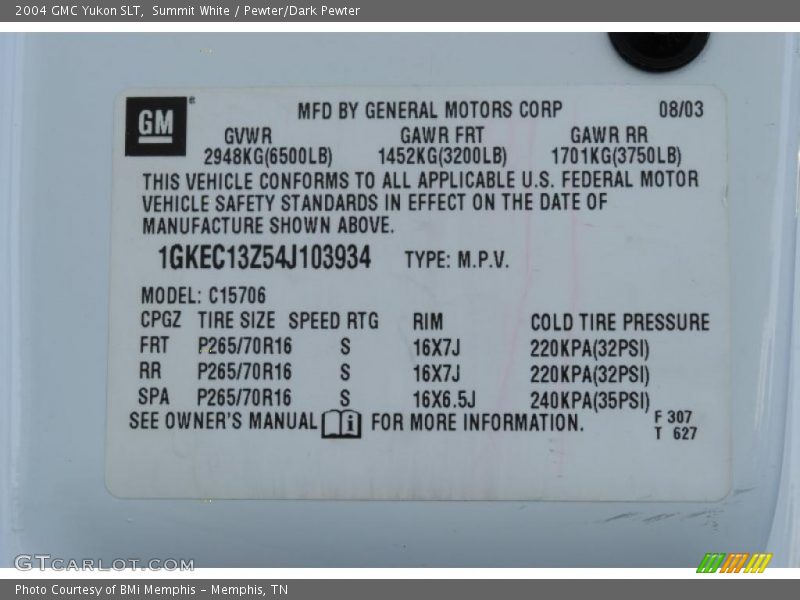 2004 GMC Yukon SLT,  Summit White / Pewter/Dark Pewter
GM®
MFD BY GENERAL MOTORS CORP 08/03
GVWR GAWR FRT GAWR RR
2948KG(6500LB) 1452KG(3200LB) 1701KG(3750LB)
THIS VEHICLE CONFORMS TO ALL APPLICABLE U.S. FEDERAL MOTOR
VEHICLE SAFETY STANDARDS IN EFFECT ON THE DATE OF
MANUFACTURE SHOWN ABOVE.
1GKEC13Z54J103934 TYPE: M.P.V.
MODEL: C15706
CPGZ TIRE SIZE SPEED RTG RIM COLD TIRE PRESSURE
FRT P265/70R16 S 16X7J 220KPA(32PSI)
RR P265/70R16 S 16X7J 220KPA(32PSI)
SPA P265/70R16 S 16X6.5J 240KPA(35PSI)
SEE OWNER'S MANUAL i FOR MORE INFORMATION.
F 307
T 627
GTCARLOT.COM
Photo Courtesy of BMi Memphis – Memphis, TN